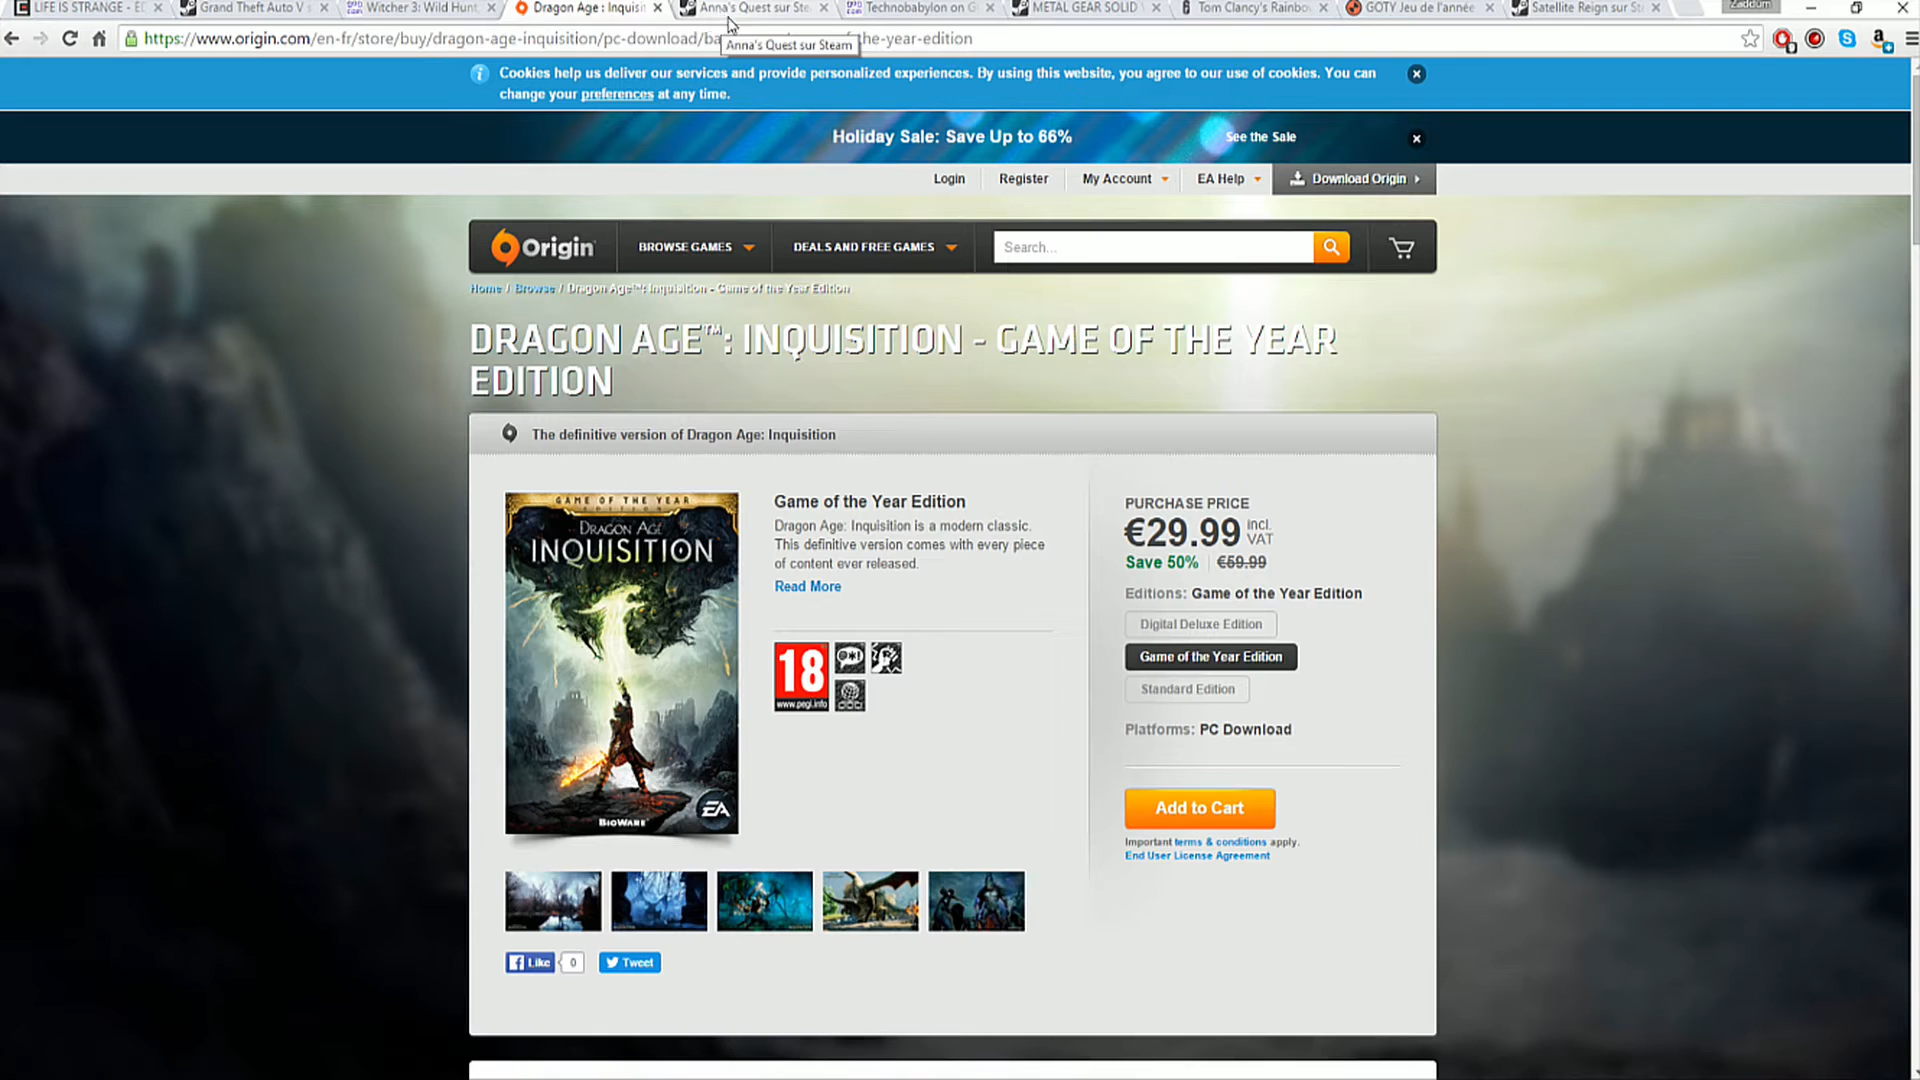 LIFE IS STRANGE - ED
Grand Theft Auto V s
Witcher 3: Wild Hunt,
Dragon Age : Inquisit
Anna's Quest sur Ste
Technobabylon on G
METAL GEAR SOLID V
Tom Clancy's Rainbo
GOTY Jeu de l'année
Satellite Reign sur St
Zaddum
https://www.origin.com/en-fr/store/buy/dragon-age-inquisition/pc-download/ba
the-year-edition
Anna's Quest sur Steam
Cookies help us deliver our services and provide personalized experiences. By using this website, you agree to our use of cookies. You can
change your preferences at any time.
Holiday Sale: Save Up to 66%
See the Sale
Login
Register
My Account
EA Help
Download Origin
Origin
BROWSE GAMES
DEALS AND FREE GAMES
Search...
Home / Browse / Dragon Age™: Inquisition - Game of the Year Edition
DRAGON AGE™: INQUISITION - GAME OF THE YEAR
EDITION
The definitive version of Dragon Age: Inquisition
GAME OF THE YEAR
EDITION
DRAGON AGE
INQUISITION
BIOWARE
EA
Game of the Year Edition
Dragon Age: Inquisition is a modern classic.
This definitive version comes with every piece
of content ever released.
Read More
18
www.pegi.info
PURCHASE PRICE
€29.99 incl. VAT
Save 50% €59.99
Editions: Game of the Year Edition
Digital Deluxe Edition
Game of the Year Edition
Standard Edition
Platforms: PC Download
Add to Cart
Important terms & conditions apply.
End User License Agreement
Like
0
Tweet